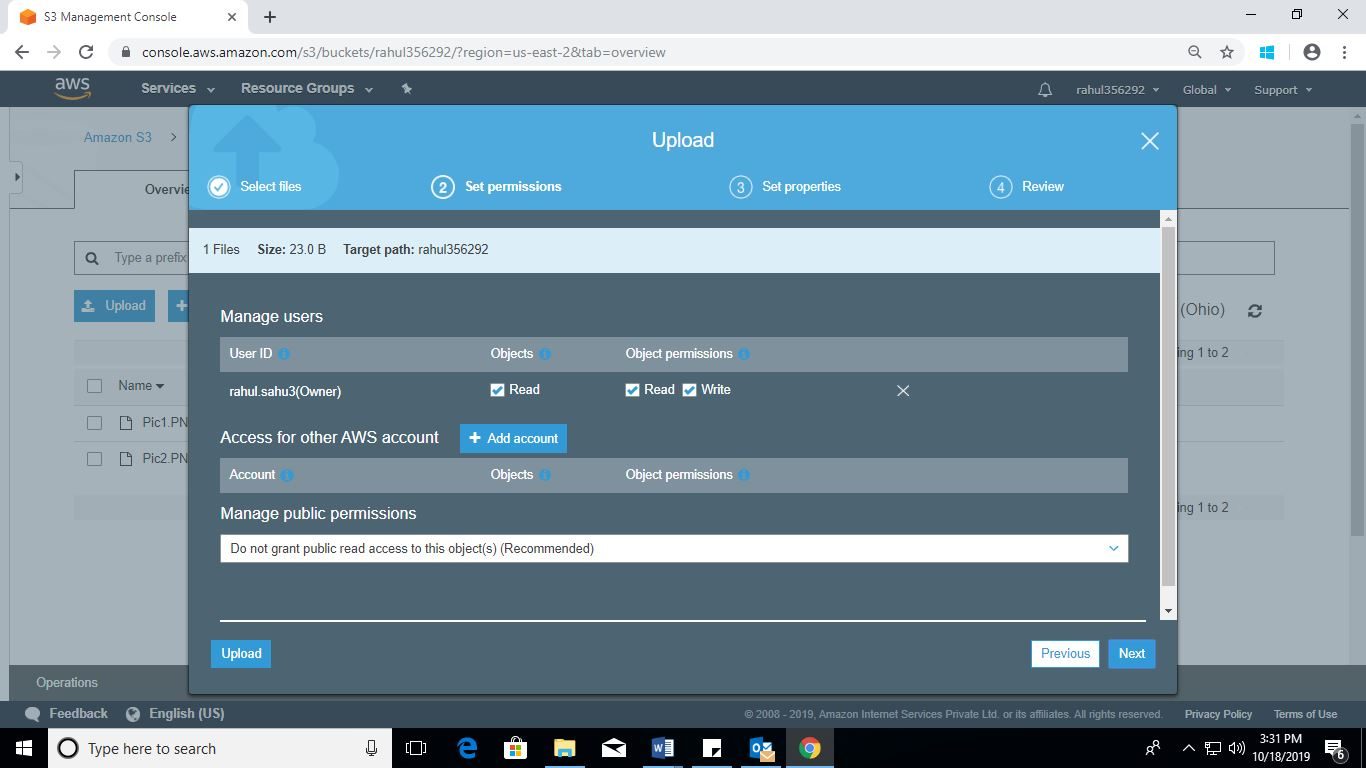 S3 Management Console
console.aws.amazon.com/s3/buckets/rahul356292/?region=us-east-2&tab=overview
aws Services Resource Groups rahul356292 Global Support
Amazon S3
Upload
Select files 2 Set permissions 3 Set properties 4 Review
Overvie
1 Files Size: 23.0 B Target path: rahul356292
Type a prefix
Upload
(Ohio)
Manage users
User ID Objects Object permissions
ing 1 to 2
Name
rahul.sahu3(Owner) Read Read Write
Pic1.PN
Access for other AWS account Add account
Pic2.PN
Account Objects Object permissions
ing 1 to 2
Manage public permissions
Do not grant public read access to this object(s) (Recommended)
Upload Previous Next
Operations
Feedback English (US) © 2008 - 2019, Amazon Internet Services Private Ltd. or its affiliates. All rights reserved. Privacy Policy Terms of Use
Type here to search
3:31 PM
10/18/2019
6